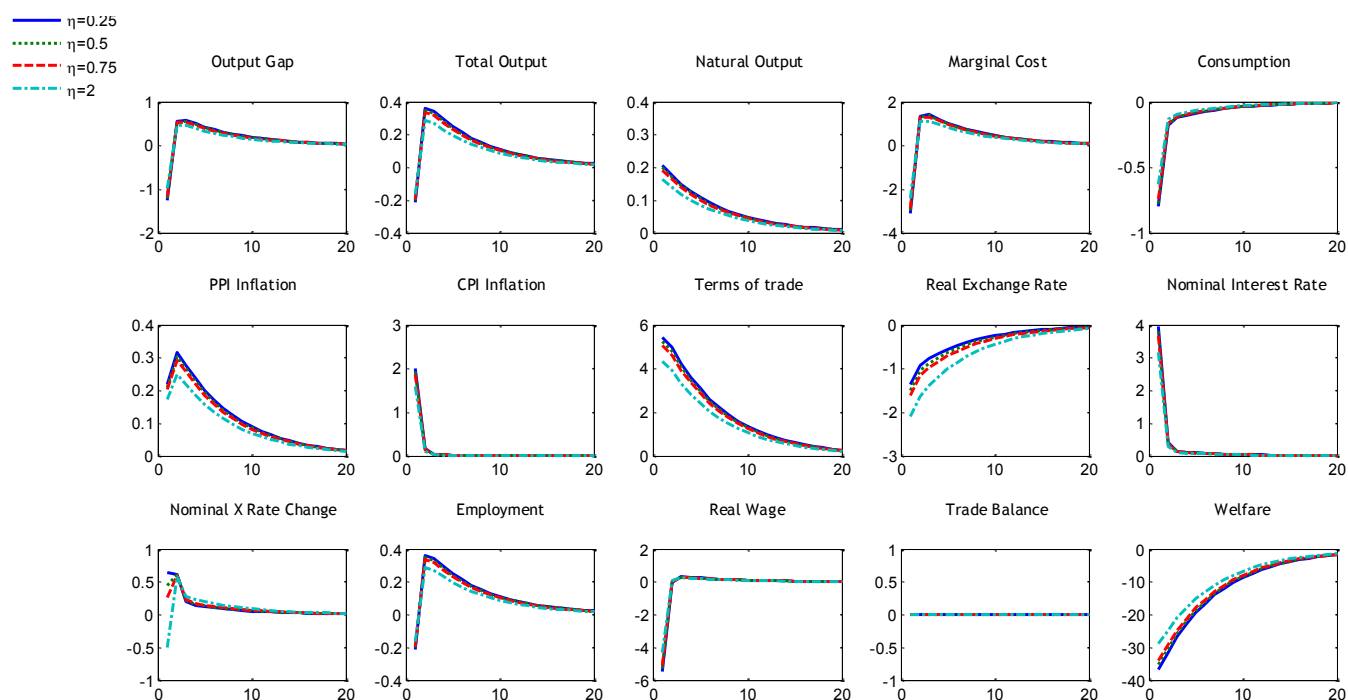 η=0.25
η=0.5
η=0.75
η=2
Output Gap
1
0
-1
-2
0 10 20
Total Output
0.4
0.2
0
-0.2
-0.4
0 10 20
Natural Output
0.4
0.3
0.2
0.1
0
0 10 20
Marginal Cost
2
0
-2
-4
0 10 20
Consumption
0
-0.5
-1
0 10 20
PPI Inflation
0.4
0.3
0.2
0.1
0
0 10 20
CPI Inflation
3
2
1
0
0 10 20
Terms of trade
6
4
2
0
0 10 20
Real Exchange Rate
0
-1
-2
-3
0 10 20
Nominal Interest Rate
4
3
2
1
0
0 10 20
Nominal X Rate Change
1
0.5
0
-0.5
-1
0 10 20
Employment
0.4
0.2
0
-0.2
-0.4
0 10 20
Real Wage
2
0
-2
-4
-6
0 10 20
Trade Balance
1
0.5
0
-0.5
-1
0 10 20
Welfare
0
-10
-20
-30
-40
0 10 20